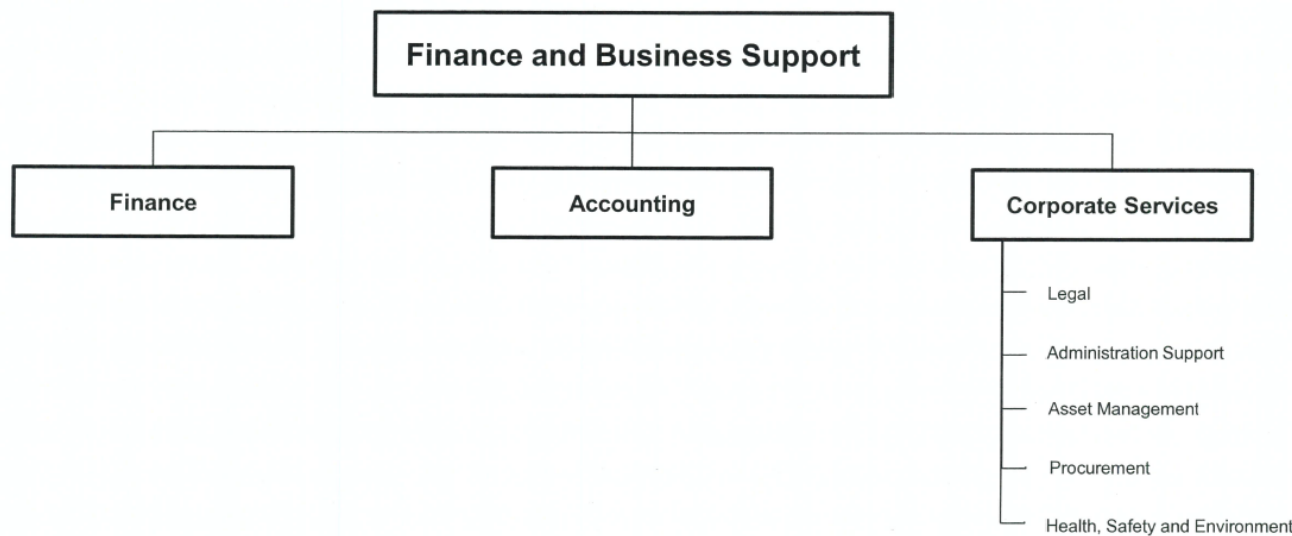 Finance and Business Support
Finance
Accounting
Corporate Services
Legal
Administration Support
Asset Management
Procurement
Health, Safety and Environment